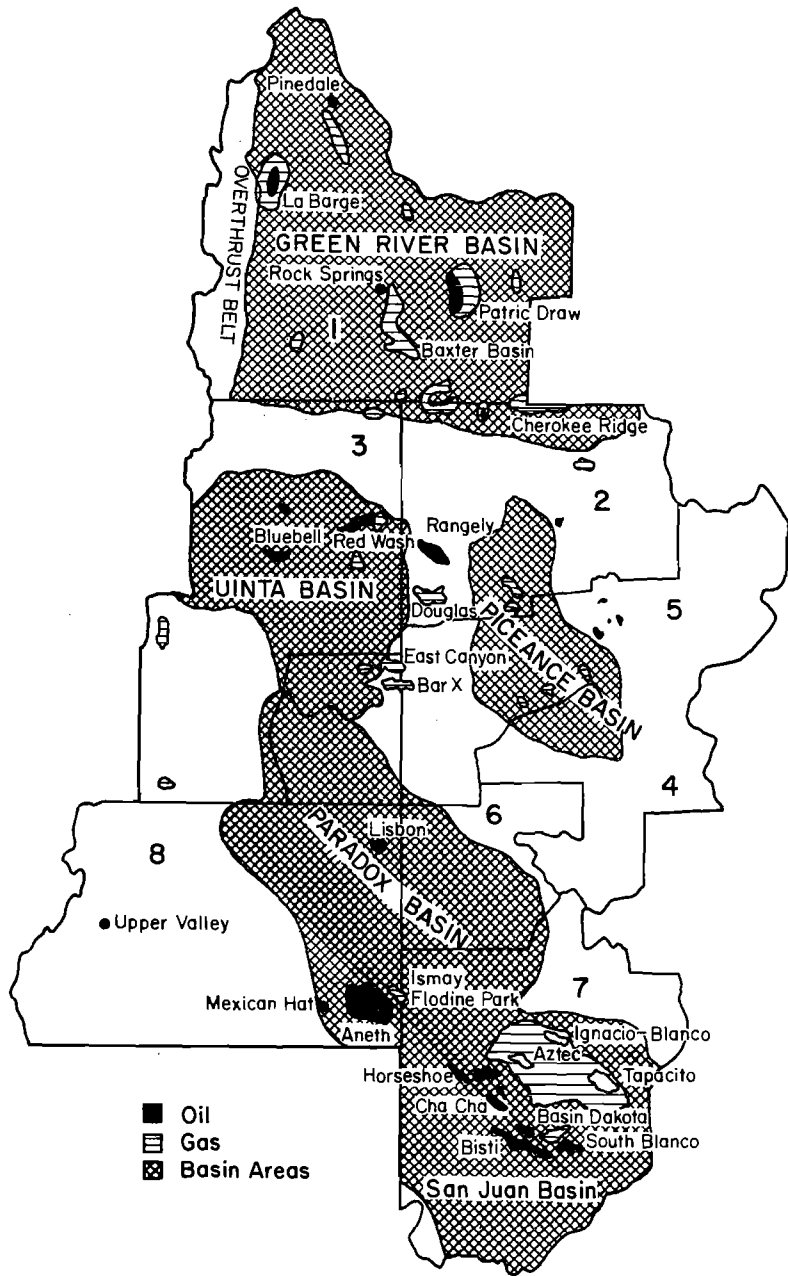 Pinedale
OVERTHRUST BELT
La Barge
GREEN RIVER BASIN
Rock Springs
Patric Draw
1
Baxter Basin
Cherokee Ridge
3
2
Rangely
Bluebell
Red Wash
UINTA BASIN
Douglas
PICEANCE BASIN
5
East Canyon
Bar X
4
6
PARADOX BASIN
Lisbon
8
Upper Valley
Ismay
Flodine Park
7
Mexican Hat
Aneth
Ignacio Blanco
Aztec
Horseshoe
Tapacito
Cha Cha
Basin Dakota
Bisti
South Blanco
San Juan Basin
Oil
Gas
Basin Areas